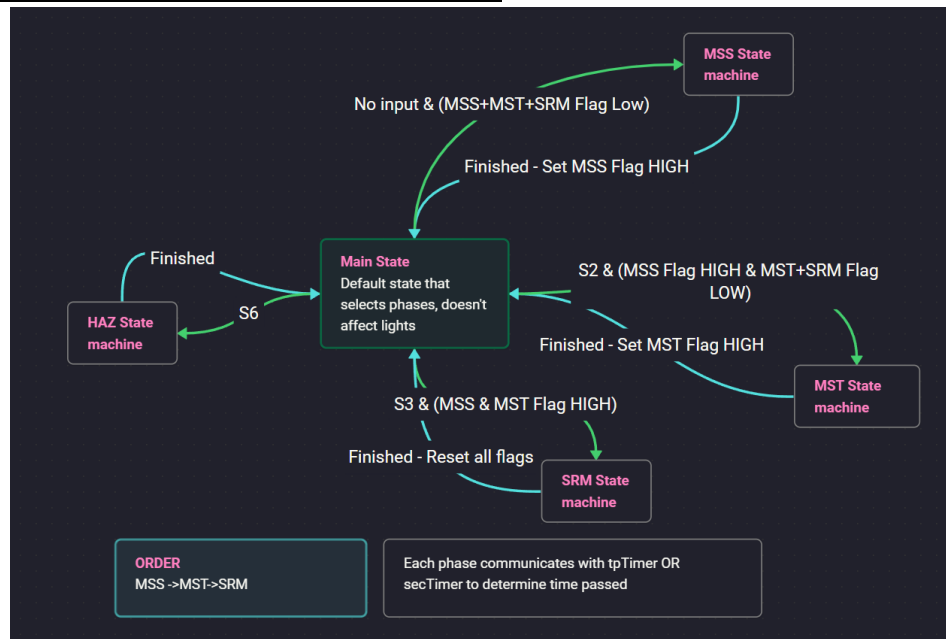 MSS State
machine
No input & (MSS+MST+SRM Flag Low)
Finished - Set MSS Flag HIGH
Finished
Main State
Default state that
selects phases, doesn't
affect lights
S2 & (MSS Flag HIGH & MST+SRM Flag
LOW)
S6
HAZ State
machine
Finished - Set MST Flag HIGH
MST State
machine
S3 & (MSS & MST Flag HIGH)
Finished - Reset all flags
SRM State
machine
ORDER
MSS ->MST->SRM
Each phase communicates with tpTimer OR
secTimer to determine time passed